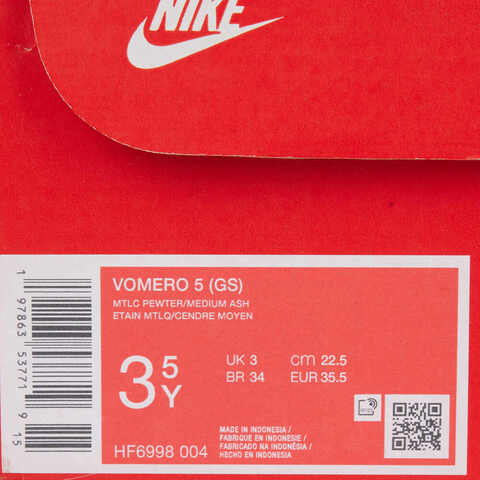 NIKE
VOMERO 5 (GS)
MTLC PEWTER/MEDIUM ASH
ETAIN MTLQ/CENDRE MOYEN
3 5 Y
UK 3 cm 22.5
BR 34 EUR 35.5
HF6998 004
MADE IN INDONESIA /
FABRIQUE EN INDONESIE /
FABRICADO NA INDONÉSIA /
HECHO EN INDONESIA
1 97863 53771 9 15